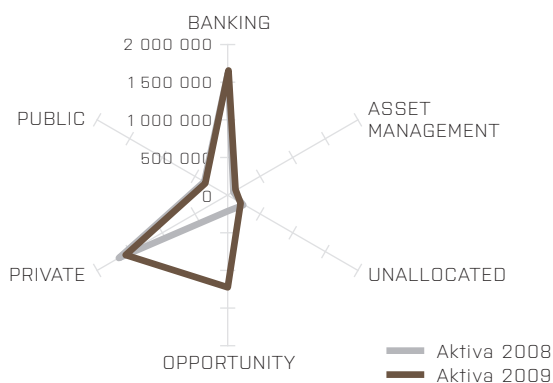 BANKING
2 000 000
1 500 000
1 000 000
500 000
0
PUBLIC
ASSET
MANAGEMENT
PRIVATE
UNALLOCATED
OPPORTUNITY
Aktiva 2008
Aktiva 2009